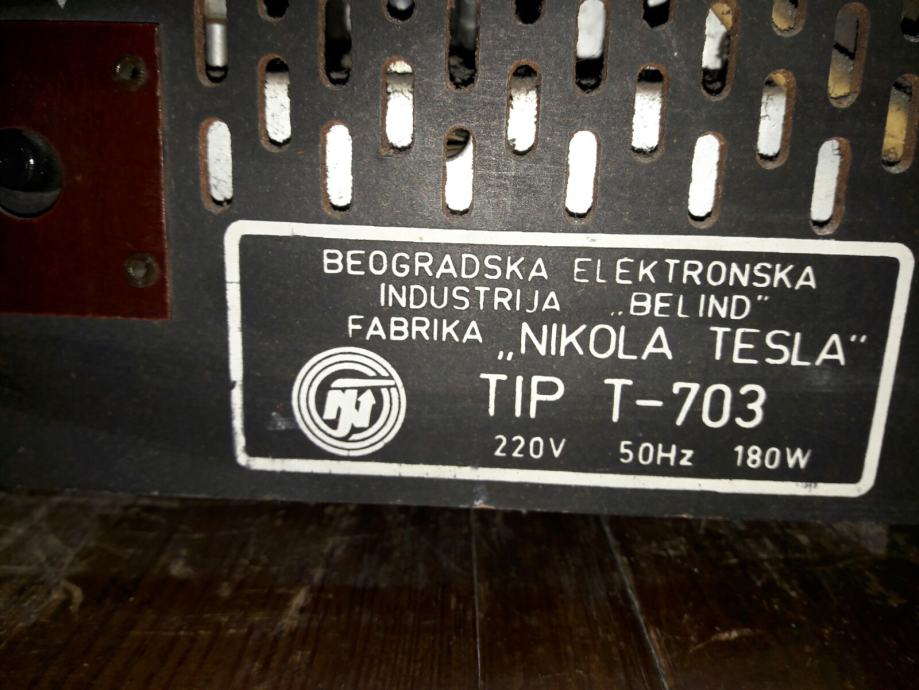 BEOGRADSKA ELEKTRONSKA
INDUSTRIJA „BELIND"
FABRIKA „NIKOLA TESLA"
TIP T-703
220V 50Hz 180W